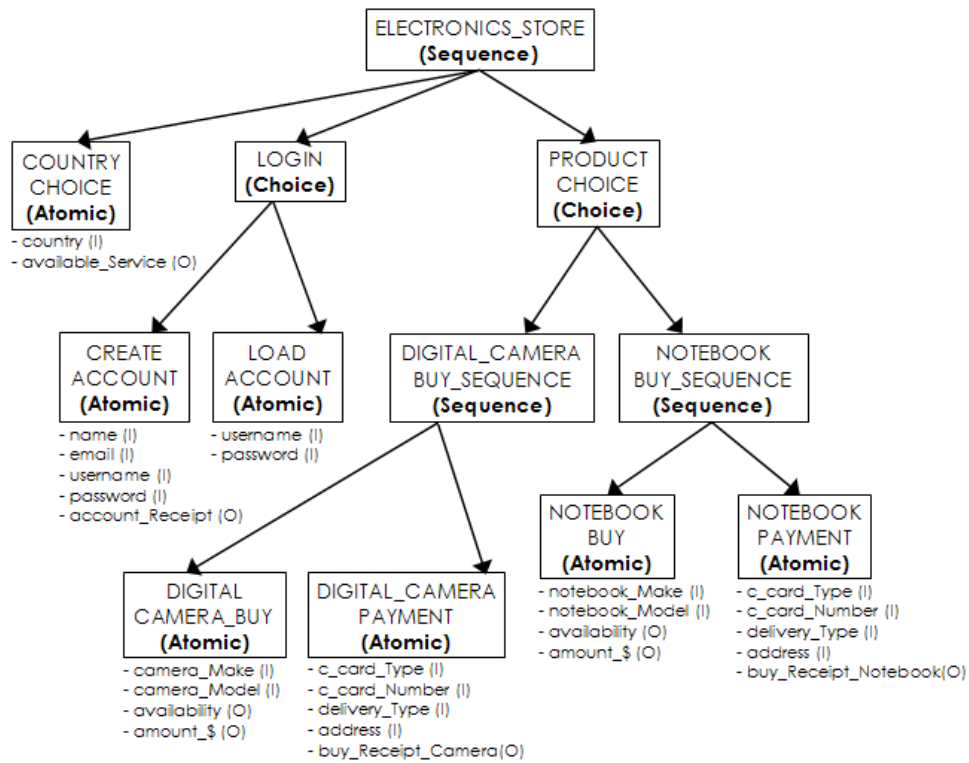 ELECTRONICS_STORE
(Sequence)
COUNTRY
CHOICE
(Atomic)
- country (I)
- available_Service (O)
LOGIN
(Choice)
PRODUCT
CHOICE
(Choice)
CREATE
ACCOUNT
(Atomic)
- name (I)
- email (I)
- username (I)
- password (I)
- account_Receipt (O)
LOAD
ACCOUNT
(Atomic)
- username (I)
- password (I)
DIGITAL_CAMERA
BUY_SEQUENCE
(Sequence)
NOTEBOOK
BUY_SEQUENCE
(Sequence)
DIGITAL
CAMERA_BUY
(Atomic)
- camera_Make (I)
- camera_Model (I)
- availability (O)
- amount_$ (O)
DIGITAL_CAMERA
PAYMENT
(Atomic)
- c_card_Type (I)
- c_card_Number (I)
- delivery_Type (I)
- address (I)
- buy_Receipt_Camera(O)
NOTEBOOK
BUY
(Atomic)
- notebook_Make (I)
- notebook_Model (I)
- availability (O)
- amount_$ (O)
NOTEBOOK
PAYMENT
(Atomic)
- c_card_Type (I)
- c_card_Number (I)
- delivery_Type (I)
- address (I)
- buy_Receipt_Notebook(O)